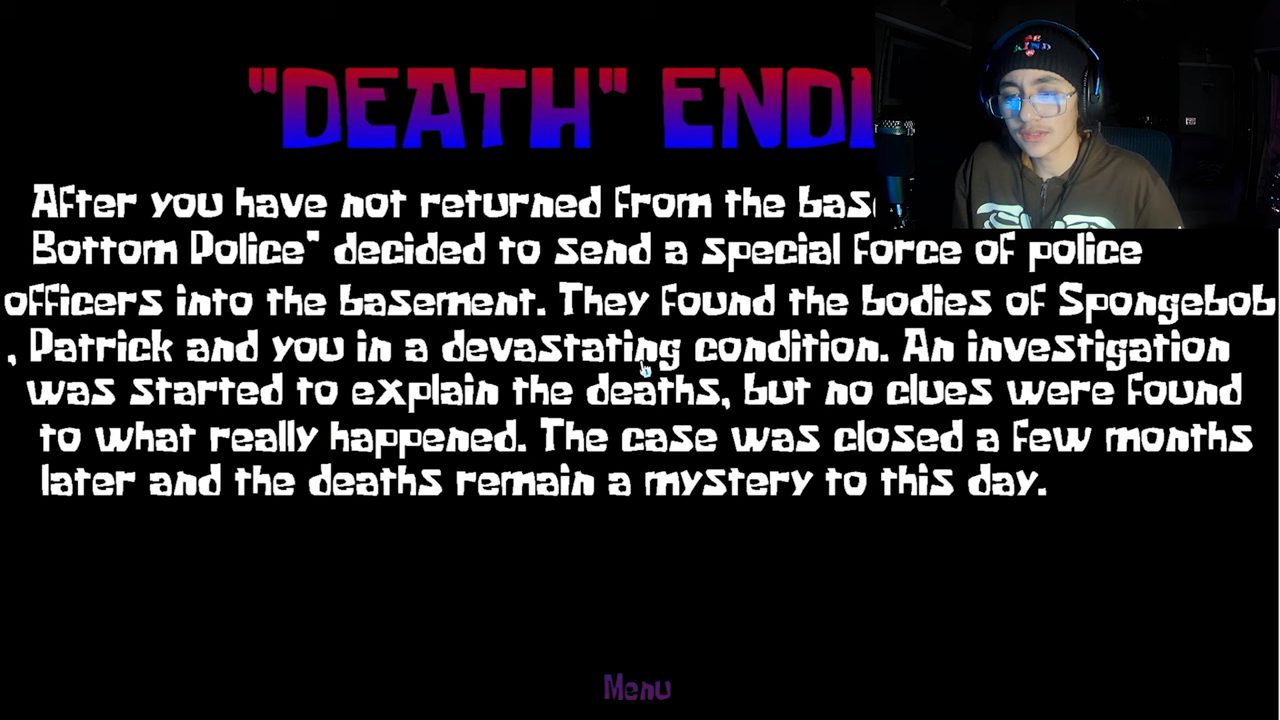 "DEATH"
After you have not returned from the
Bottom Police" decided to send a special force of police
officers into the basement. They found the bodies of Spongebob
, Patrick and you in a devastating condition. An investigation
was started to explain the deaths, but no clues were found
to what really happened. The case was closed a few months
later and the deaths remain a mystery to this day.
Menu